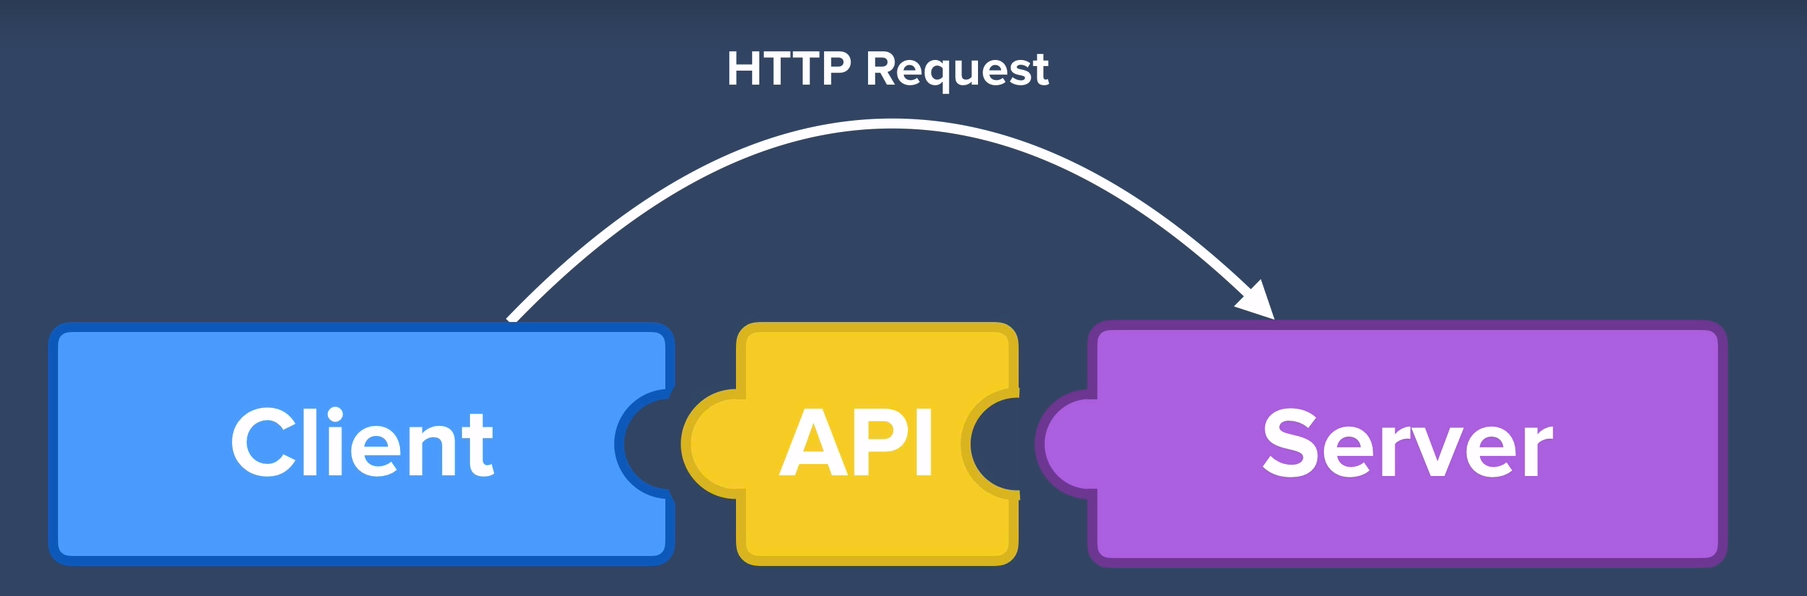 HTTP Request
Client
API
Server